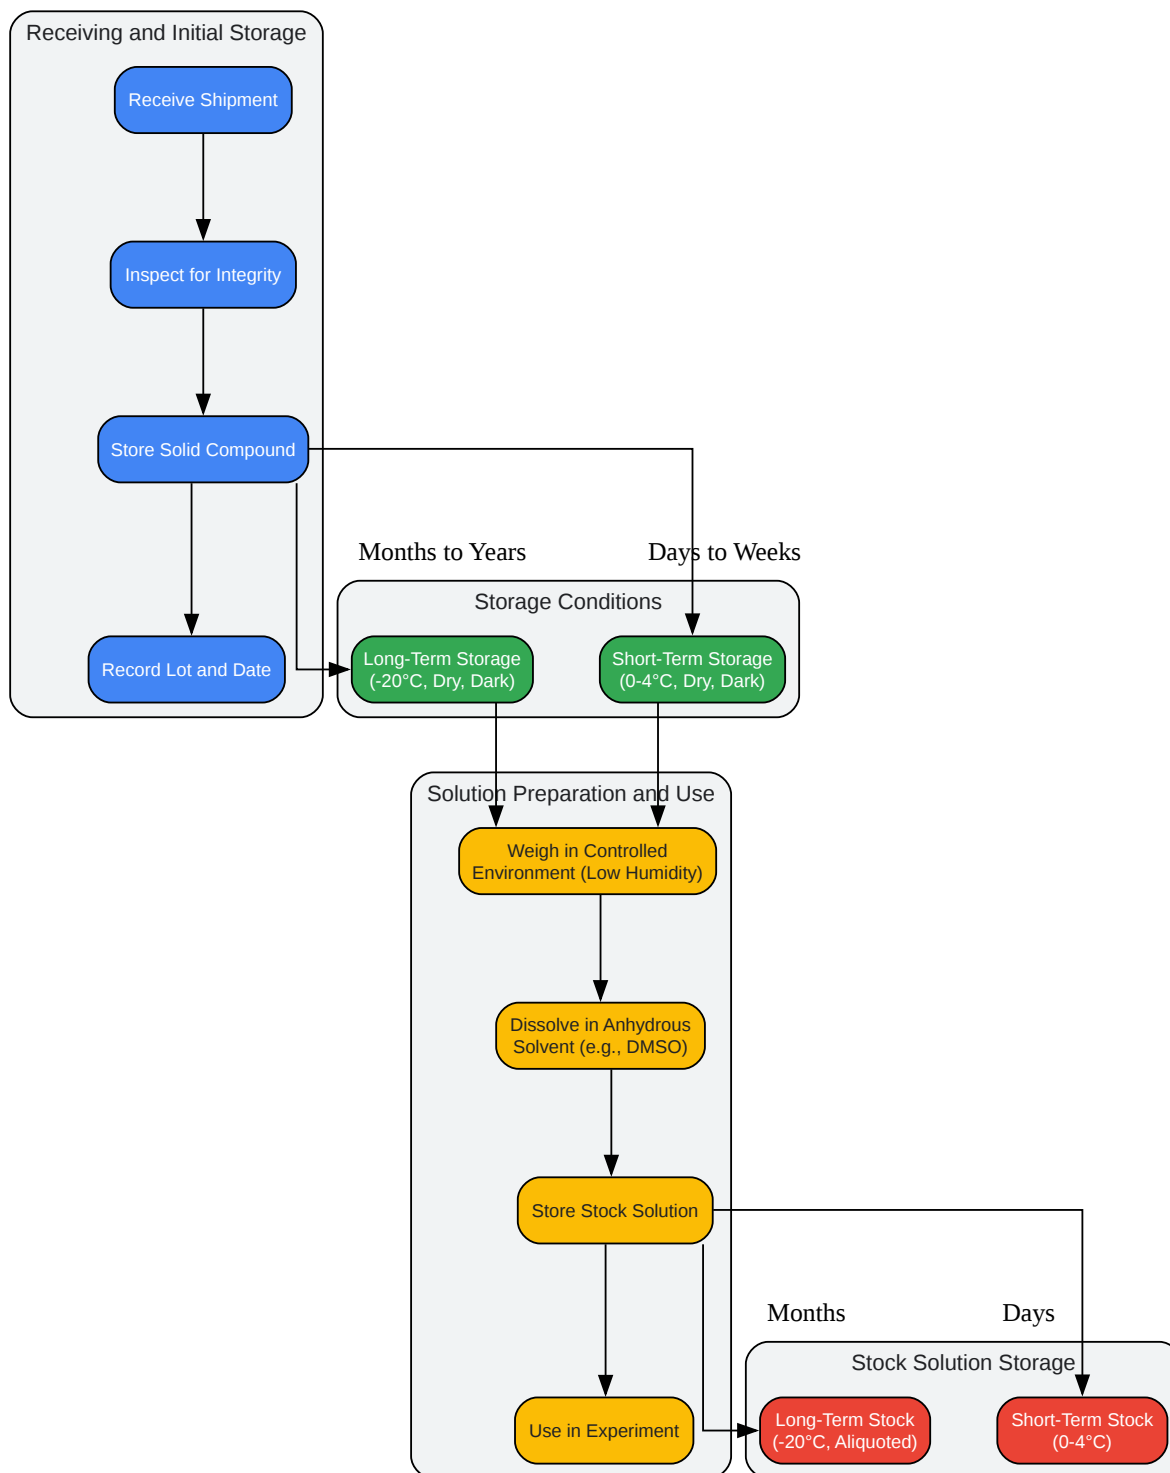 Receiving and Initial Storage
Receive Shipment
Inspect for Integrity
Store Solid Compound
Months to Years
Days to Weeks
Storage Conditions
Record Lot and Date
Long-Term Storage
(-20°C, Dry, Dark)
Short-Term Storage
(0-4°C, Dry, Dark)
Solution Preparation and Use
Weigh in Controlled
Environment (Low Humidity)
Dissolve in Anhydrous
Solvent (e.g., DMSO)
Store Stock Solution
Months
Days
Stock Solution Storage
Use in Experiment
Long-Term Stock
(-20°C, Aliquoted)
Short-Term Stock
(0-4°C)